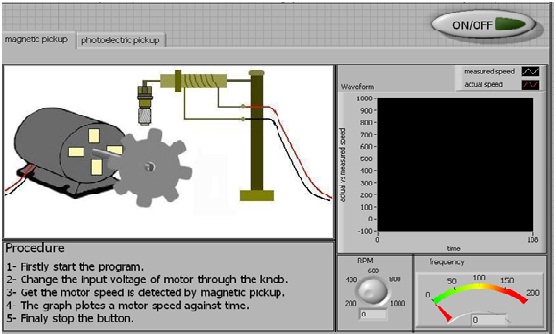 ON/OFF
magnetic pickup
photoelectric pickup
measured speed
actual speed
Waveform
actual vs measured speed
1000
900
800
700
600
500
400
300
200
100
0
-100
0
108
time
Procedure
1- Firstly start the program.
2- Change the input voltage of motor through the knob.
3- Get the motor speed is detected by magnetic pickup.
4- The graph plotes a motor speed against time.
5- Finaly stop the button.
RPM
600
400
800
200
1000
0
frequency
0
50
100
150
200
0